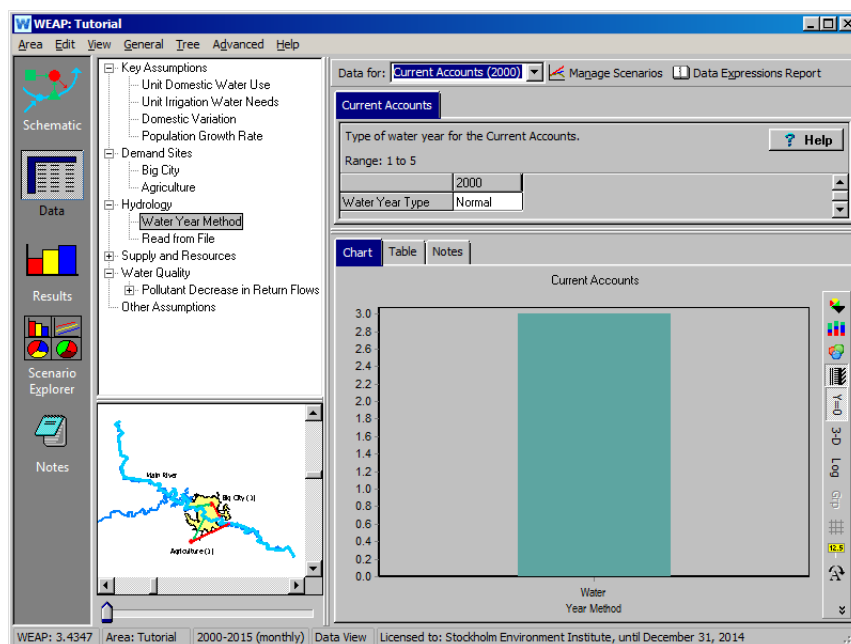 WEAP: Tutorial
Area Edit View General Tree Advanced Help
Schematic
Data
Results
Scenario
Explorer
Notes
Key Assumptions
Unit Domestic Water Use
Unit Irrigation Water Needs
Domestic Variation
Population Growth Rate
Demand Sites
Big City
Agriculture
Hydrology
Water Year Method
Read from File
Supply and Resources
Water Quality
Pollutant Decrease in Return Flows
Other Assumptions
Main River
Big City (1)
Agriculture (1)
Data for: Current Accounts (2000) Manage Scenarios Data Expressions Report
Current Accounts
Type of water year for the Current Accounts.
? Help
Range: 1 to 5
2000
Water Year Type Normal
Chart Table Notes
Current Accounts
3.0
2.8
2.6
2.4
2.2
2.0
1.8
1.6
1.4
1.2
1.0
0.8
0.6
0.4
0.2
0.0
Water
Year Method
Y=0
3-D
Log
Grp
12.5
A
WEAP: 3.4347 Area: Tutorial 2000-2015 (monthly) Data View Licensed to: Stockholm Environment Institute, until December 31, 2014